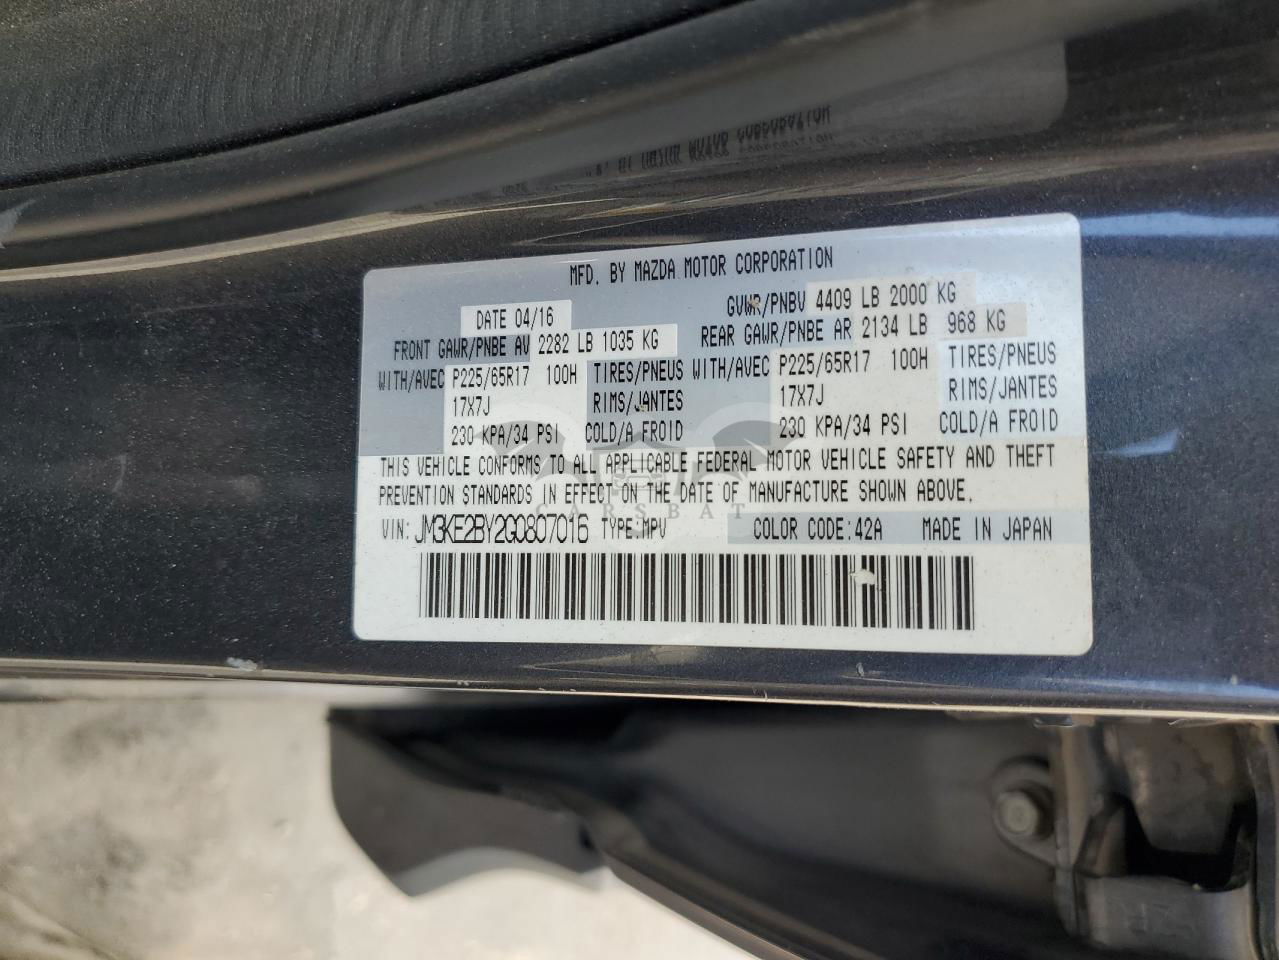 MFD. BY MAZDA MOTOR CORPORATION
DATE 04/16 GVWR/PNBV 4409 LB 2000 KG
FRONT GAWR/PNBE AV 2282 LB 1035 KG REAR GAWR/PNBE AR 2134 LB 968 KG
WITH/AVEC P225/65R17 100H TIRES/PNEUS WITH/AVEC P225/65R17 100H TIRES/PNEUS
17X7J RIMS/JANTES 17X7J RIMS/JANTES
230 KPA/34 PSI COLD/A FROID 230 KPA/34 PSI COLD/A FROID
THIS VEHICLE CONFORMS TO ALL APPLICABLE FEDERAL MOTOR VEHICLE SAFETY AND THEFT
PREVENTION STANDARDS IN EFFECT ON THE DATE OF MANUFACTURE SHOWN ABOVE.
CARSBAT
VIN: JM3KE2BY2G0807016 TYPE:MPV COLOR CODE:42A MADE IN JAPAN